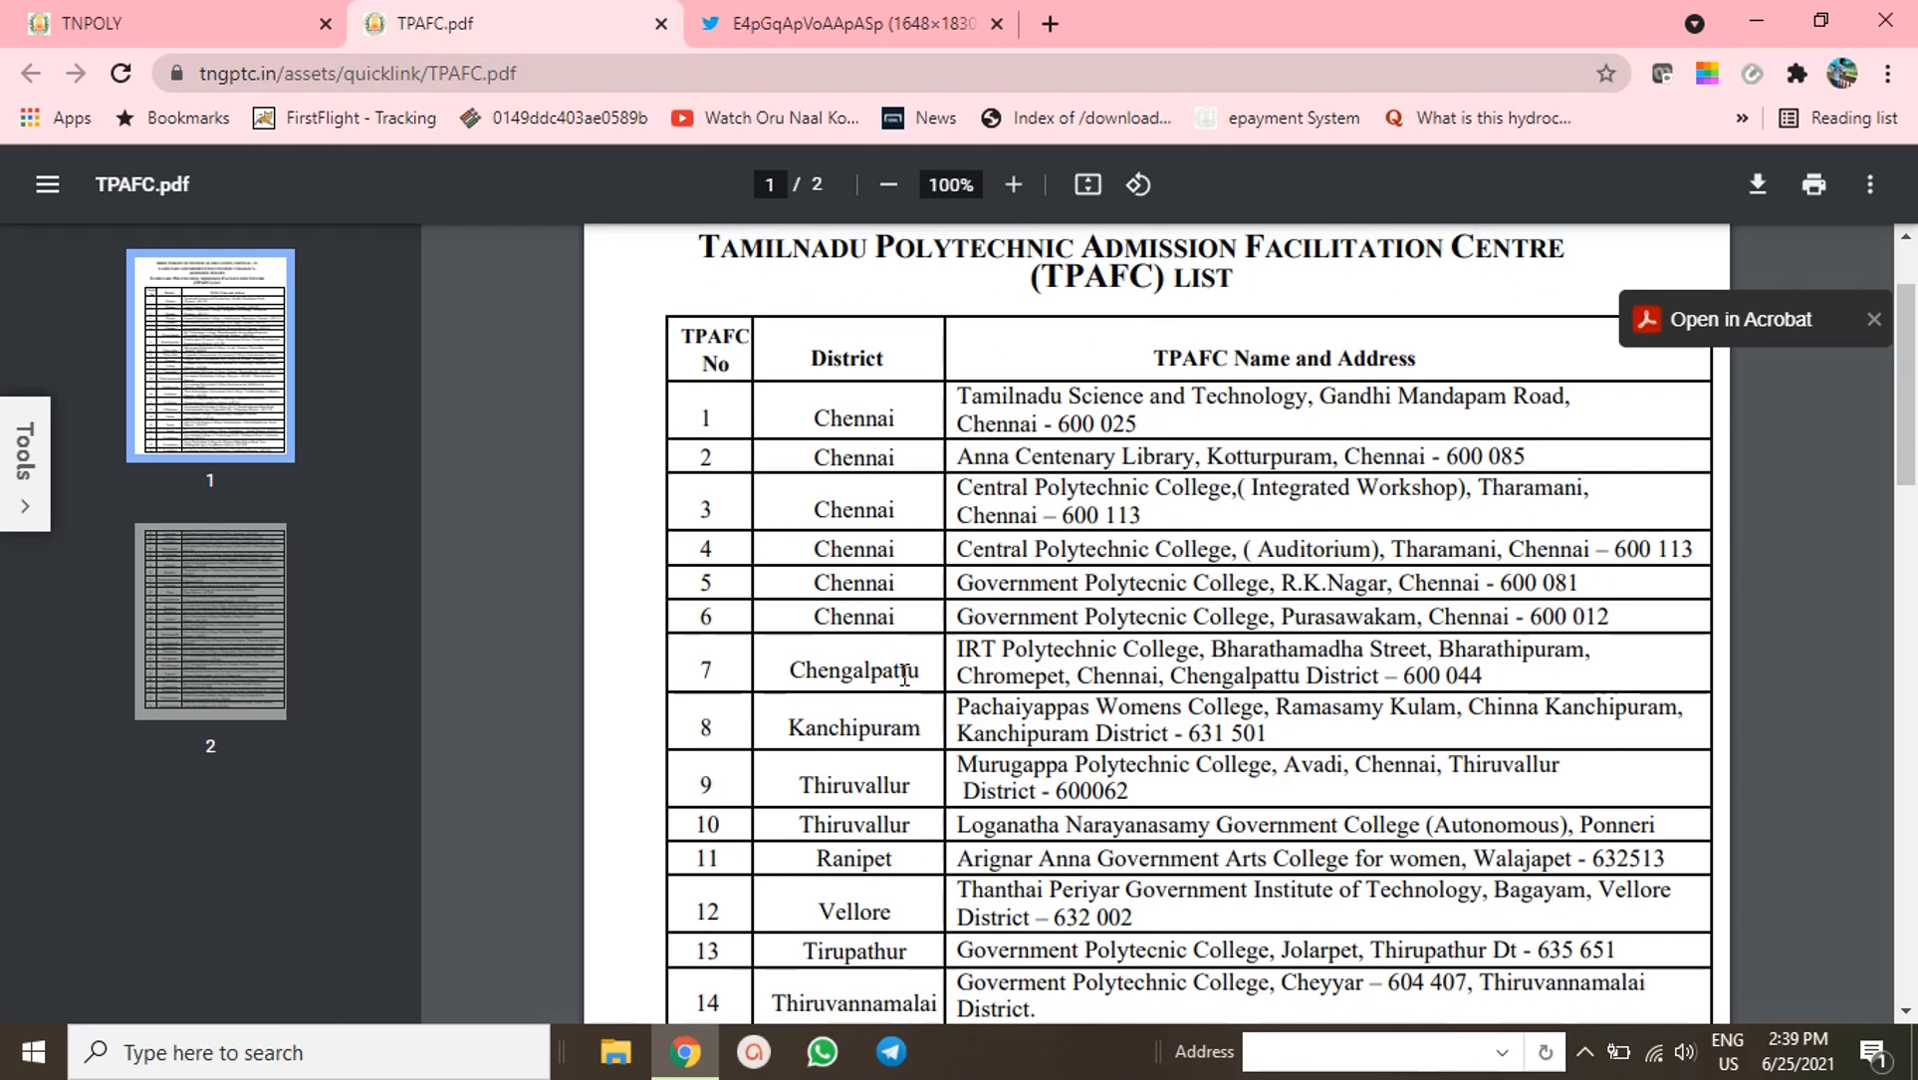 TNPOLY
TPAFC.pdf
E4pGqApVoAApASp (1648×1830
tngptc.in/assets/quicklink/TPAFC.pdf
Apps
Bookmarks
FirstFlight - Tracking
0149ddc403ae0589b
Watch Oru Naal Ko...
News
Index of /download...
epayment System
What is this hydroc...
»
Reading list
TPAFC.pdf
1 / 2
100%
TAMILNADU POLYTECHNIC ADMISSION FACILITATION CENTRE
(TPAFC) LIST
Open in Acrobat
TPAFC No District TPAFC Name and Address
1 Chennai Tamilnadu Science and Technology, Gandhi Mandapam Road,
Chennai - 600 025
2 Chennai Anna Centenary Library, Kotturpuram, Chennai - 600 085
3 Chennai Central Polytechnic College,( Integrated Workshop), Tharamani,
Chennai – 600 113
4 Chennai Central Polytechnic College, ( Auditorium), Tharamani, Chennai – 600 113
5 Chennai Government Polytecnic College, R.K.Nagar, Chennai - 600 081
6 Chennai Government Polytecnic College, Purasawakam, Chennai - 600 012
7 Chengalpattu IRT Polytechnic College, Bharathamadha Street, Bharathipuram,
Chromepet, Chennai, Chengalpattu District – 600 044
8 Kanchipuram Pachaiyappas Womens College, Ramasamy Kulam, Chinna Kanchipuram,
Kanchipuram District - 631 501
9 Thiruvallur Murugappa Polytechnic College, Avadi, Chennai, Thiruvallur
District - 600062
10 Thiruvallur Loganatha Narayanasamy Government College (Autonomous), Ponneri
11 Ranipet Arignar Anna Government Arts College for women, Walajapet - 632513
12 Vellore Thanthai Periyar Government Institute of Technology, Bagayam, Vellore
District – 632 002
13 Tirupathur Government Polytecnic College, Jolarpet, Thirupathur Dt - 635 651
14 Thiruvannamalai Goverment Polytechnic College, Cheyyar – 604 407, Thiruvannamalai
District.
Tools
1
2
Type here to search
Address
ENG
US
2:39 PM
6/25/2021
1